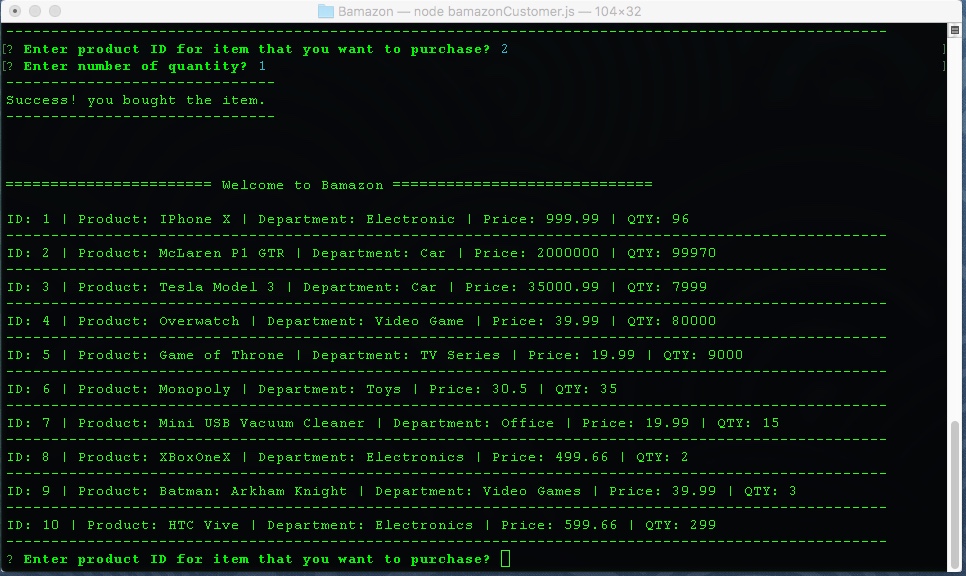 Bamazon — node bamazonCustomer.js — 104×32
--------------------------------------------------------------------------------------------------
[? Enter product ID for item that you want to purchase? 2 ]
[? Enter number of quantity? 1 ]
------------------------------
Success! you bought the item.
------------------------------
======================= Welcome to Bamazon =============================
ID: 1 | Product: IPhone X | Department: Electronic | Price: 999.99 | QTY: 96
--------------------------------------------------------------------------------------------------
ID: 2 | Product: McLaren P1 GTR | Department: Car | Price: 2000000 | QTY: 99970
--------------------------------------------------------------------------------------------------
ID: 3 | Product: Tesla Model 3 | Department: Car | Price: 35000.99 | QTY: 7999
--------------------------------------------------------------------------------------------------
ID: 4 | Product: Overwatch | Department: Video Game | Price: 39.99 | QTY: 80000
--------------------------------------------------------------------------------------------------
ID: 5 | Product: Game of Throne | Department: TV Series | Price: 19.99 | QTY: 9000
--------------------------------------------------------------------------------------------------
ID: 6 | Product: Monopoly | Department: Toys | Price: 30.5 | QTY: 35
--------------------------------------------------------------------------------------------------
ID: 7 | Product: Mini USB Vacuum Cleaner | Department: Office | Price: 19.99 | QTY: 15
--------------------------------------------------------------------------------------------------
ID: 8 | Product: XBoxOneX | Department: Electronics | Price: 499.66 | QTY: 2
--------------------------------------------------------------------------------------------------
ID: 9 | Product: Batman: Arkham Knight | Department: Video Games | Price: 39.99 | QTY: 3
--------------------------------------------------------------------------------------------------
ID: 10 | Product: HTC Vive | Department: Electronics | Price: 599.66 | QTY: 299
--------------------------------------------------------------------------------------------------
? Enter product ID for item that you want to purchase?